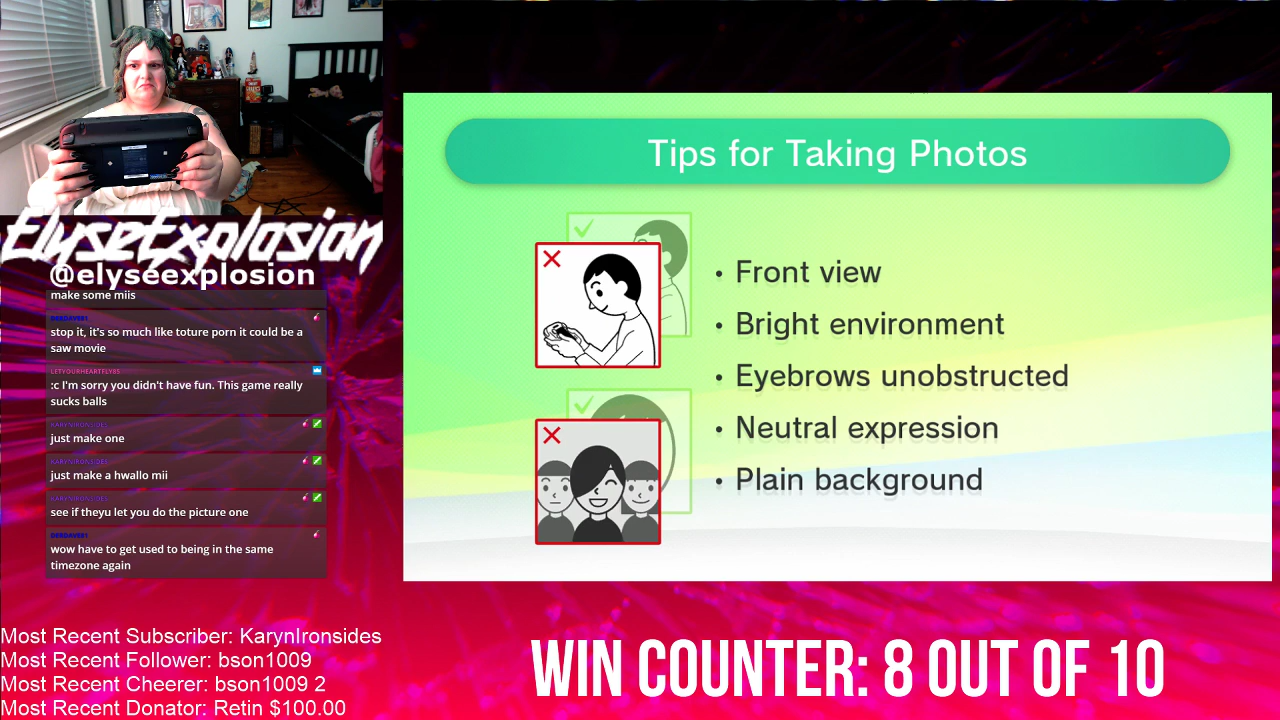 ElyseExplosion
@elyseexplosion
make some miis
stop it, it's so much like toture porn it could be a
saw movie
LETYOURHEARTFLY85
:c I'm sorry you didn't have fun. This game really
sucks balls
KARYNIRONSIDES
just make one
KARYNIRONSIDES
just make a hwallo mii
KARYNIRONSIDES
see if theyu let you do the picture one
wow have to get used to being in the same
timezone again
Most Recent Subscriber: KarynIronsides
Most Recent Follower: bson1009
Most Recent Cheerer: bson1009 2
Most Recent Donator: Retin $100.00
Tips for Taking Photos
• Front view
• Bright environment
• Eyebrows unobstructed
• Neutral expression
• Plain background
WIN COUNTER: 8 OUT OF 10